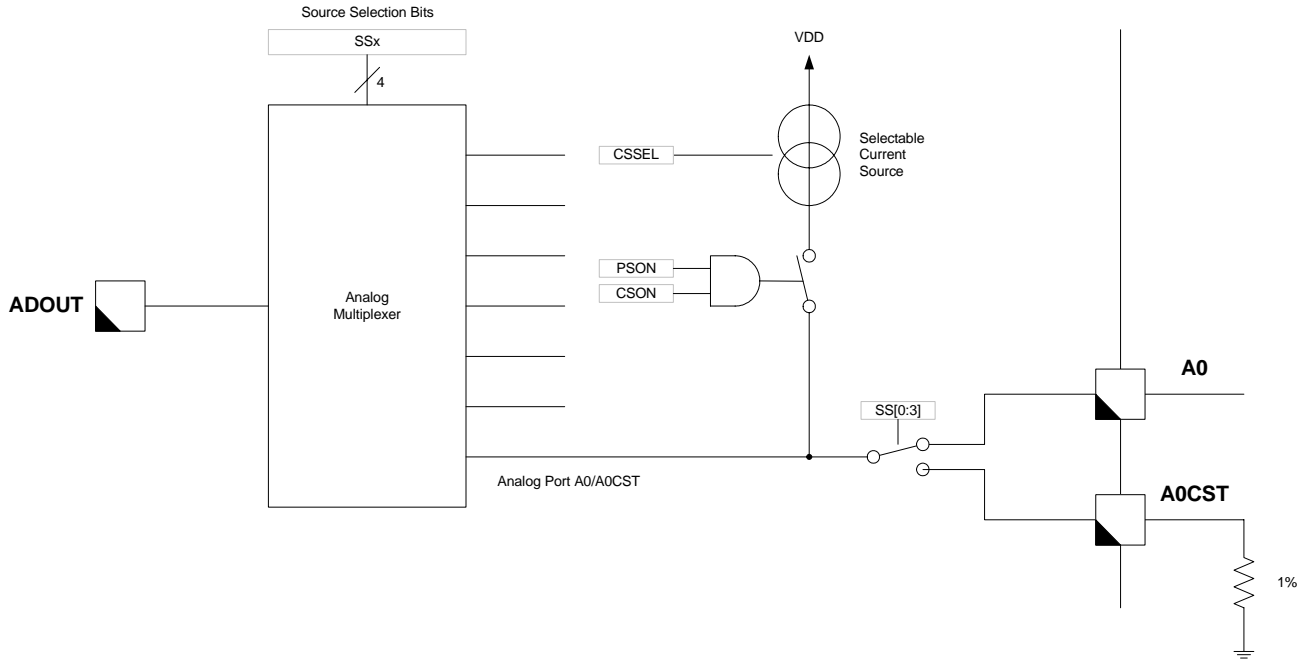 Source Selection Bits
SSx
4
VDD
CSSEL
Selectable
Current
Source
PSON
CSON
ADOUT
Analog
Multiplexer
A0
SS[0:3]
Analog Port A0/A0CST
A0CST
1%